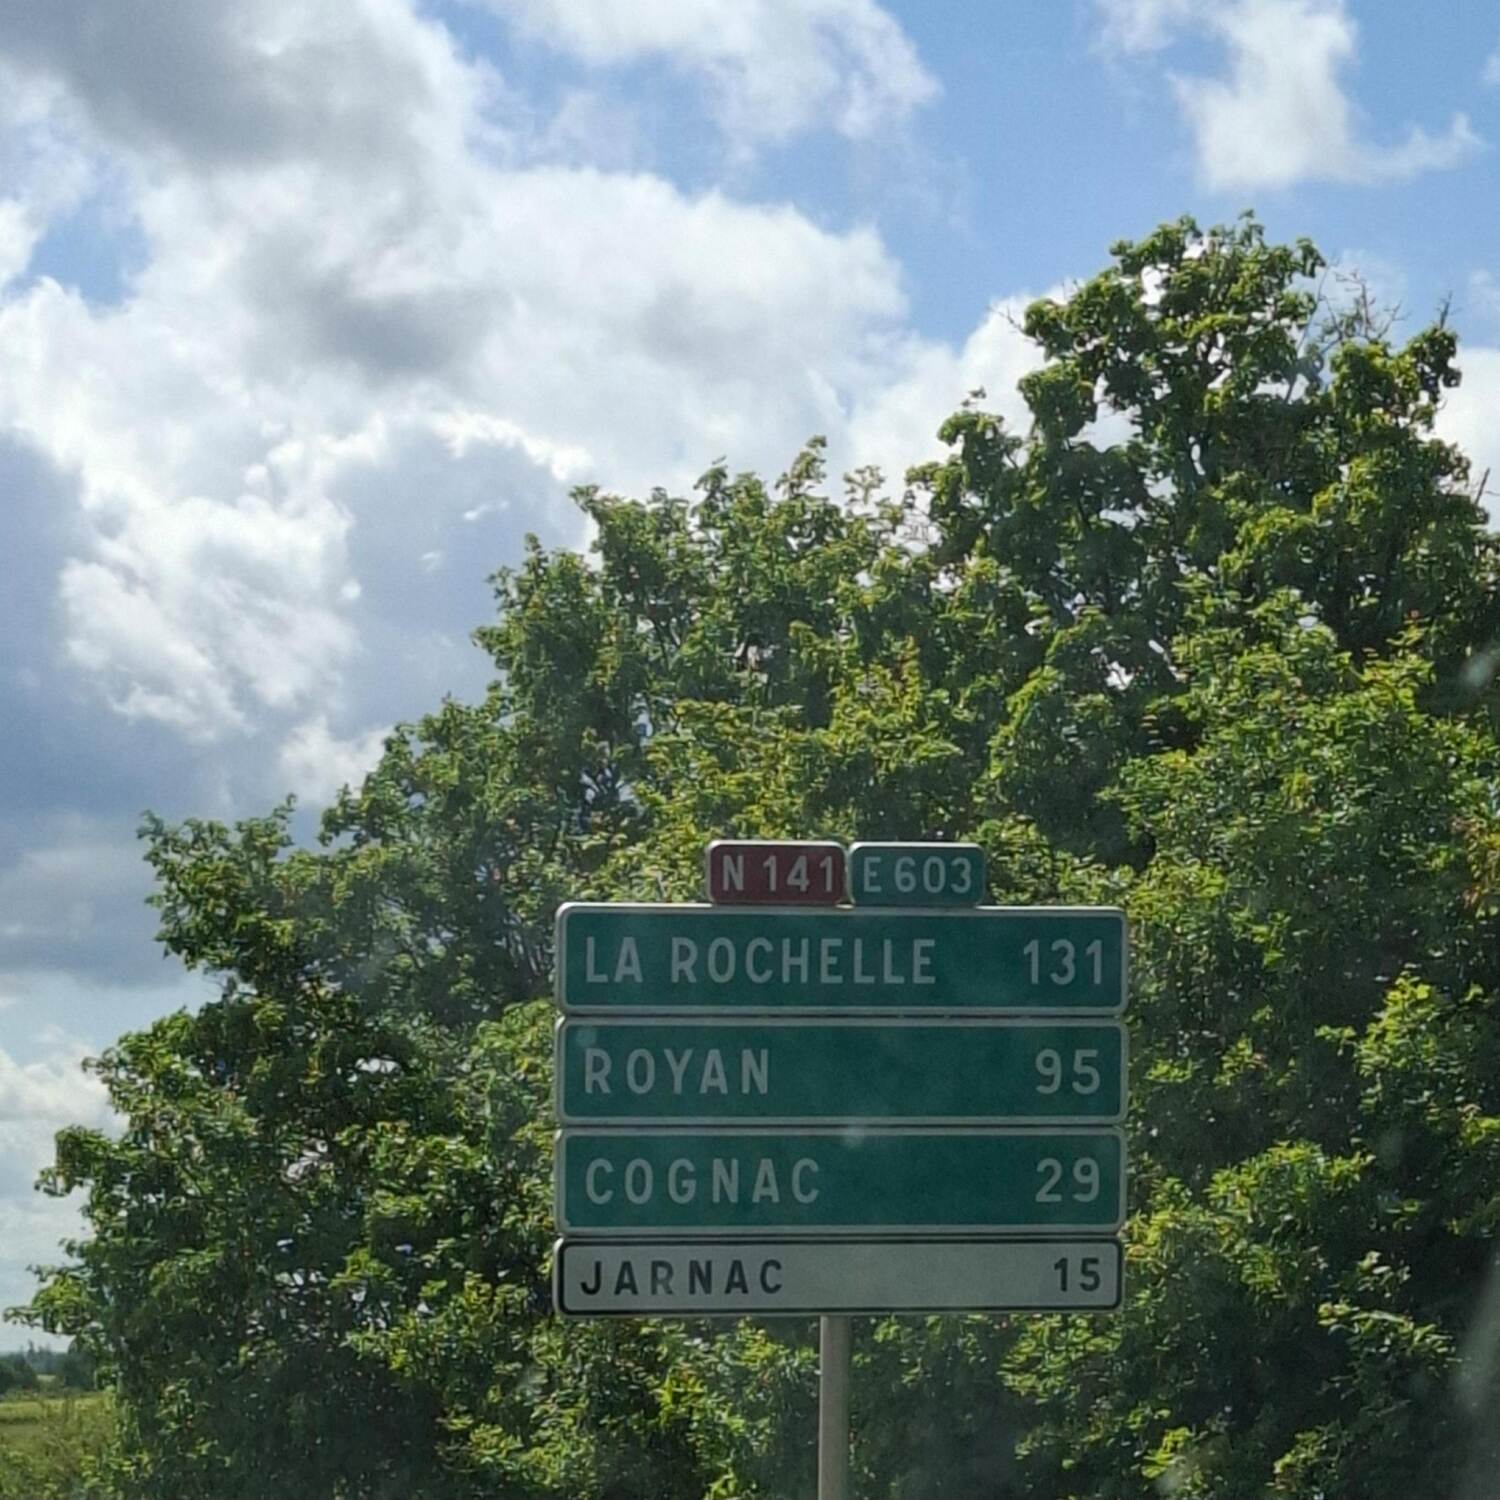 N 141 E 603
LA ROCHELLE 131
ROYAN 95
COGNAC 29
JARNAC 15